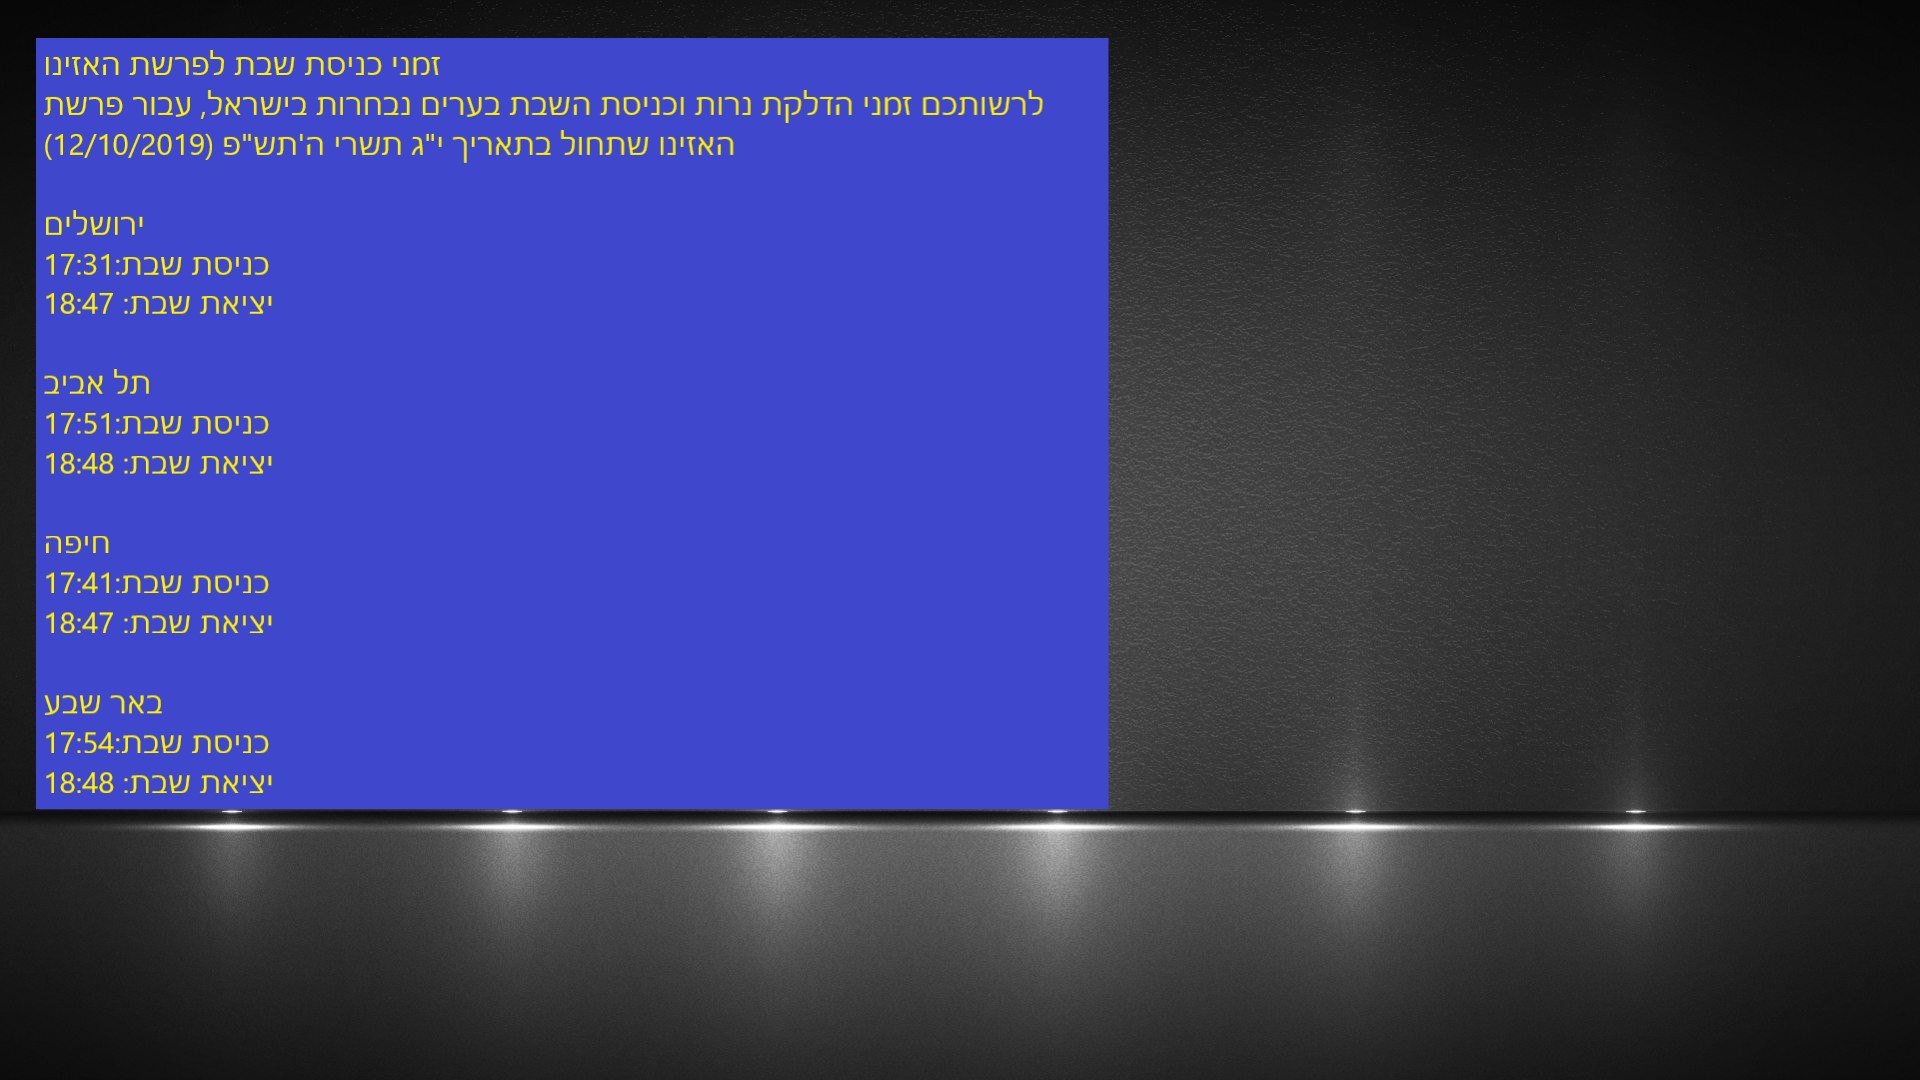 זמני כניסת שבת לפרשת האזינו
לרשותכם זמני הדלקת נרות וכניסת השבת בערים נבחרות בישראל, עבור פרשת
האזינו שתחול בתאריך י"ג תשרי ה'תש"פ (12/10/2019)
ירושלים
כניסת שבת:17:31
יציאת שבת: 18:47
תל אביב
כניסת שבת:17:51
יציאת שבת: 18:48
חיפה
כניסת שבת:17:41
יציאת שבת: 18:47
באר שבע
כניסת שבת:17:54
יציאת שבת: 18:48